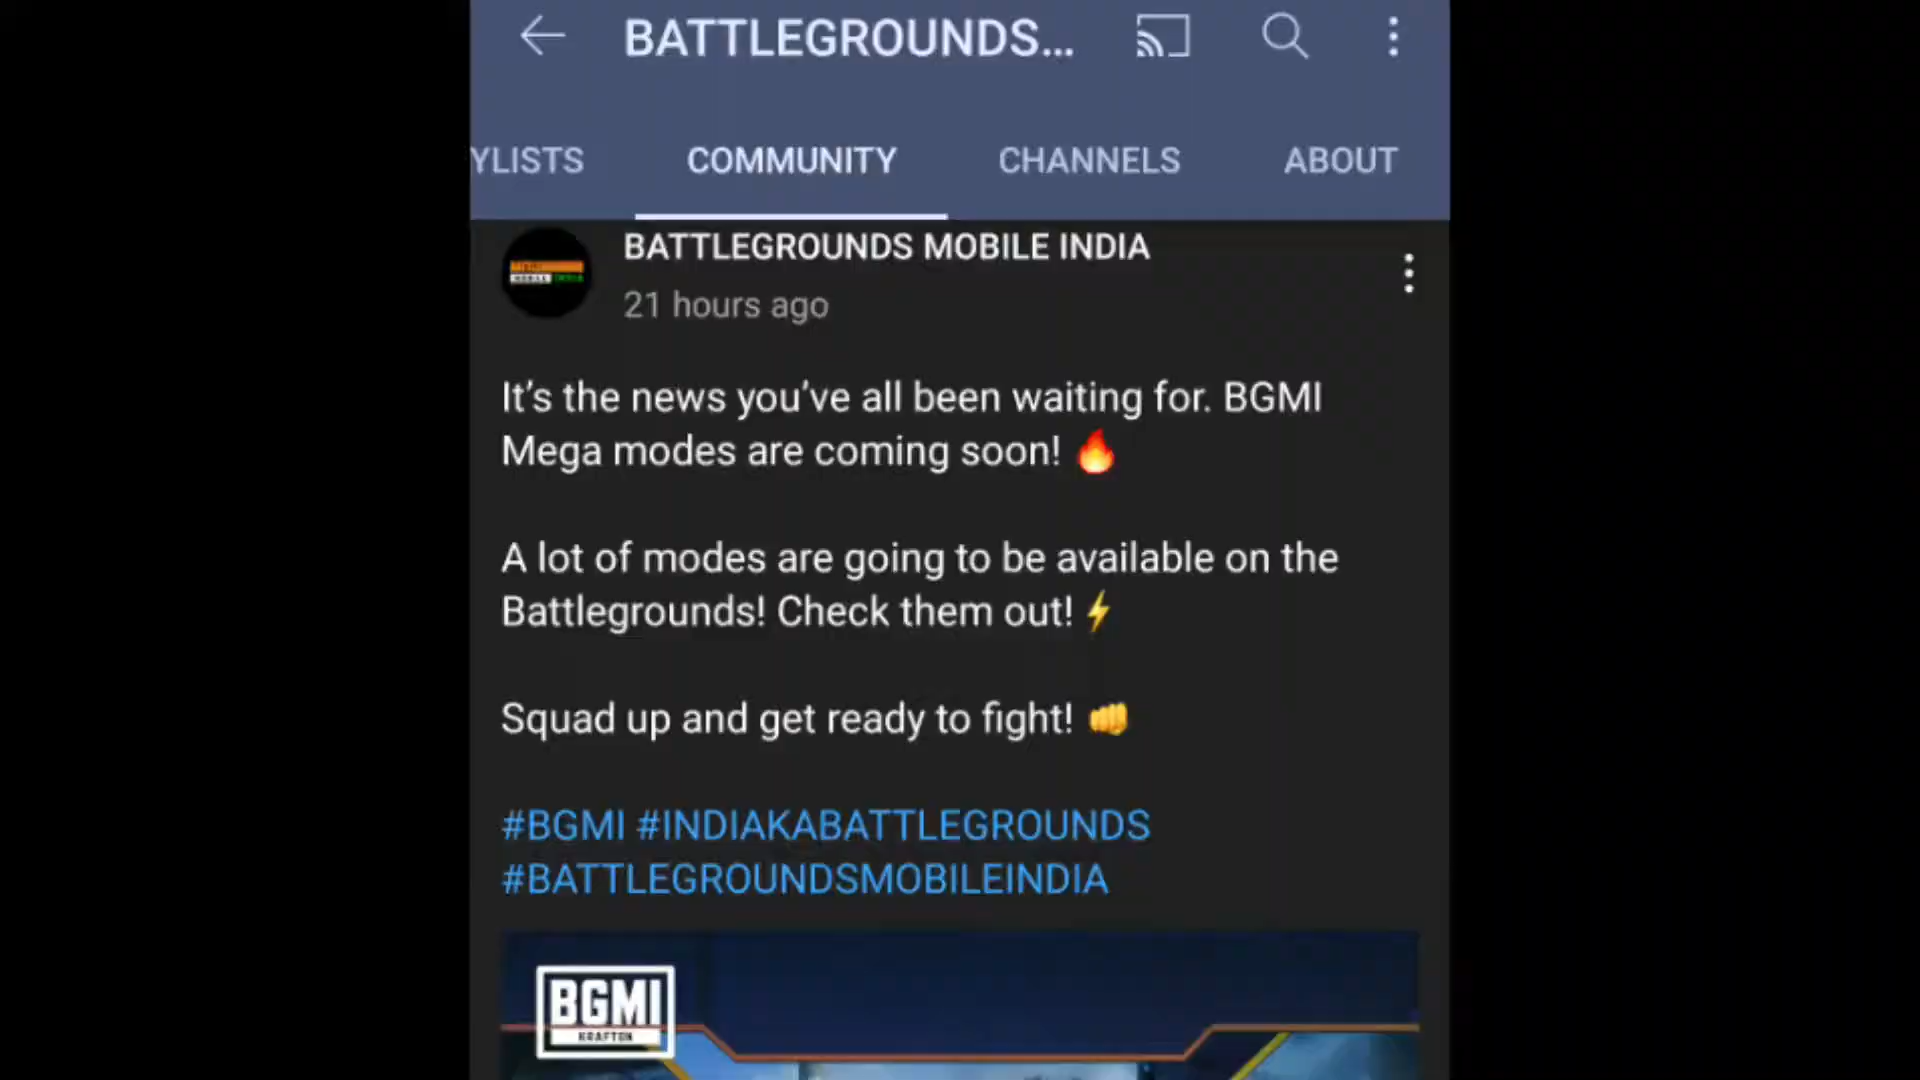 BATTLEGROUNDS...
YLISTS COMMUNITY CHANNELS ABOUT
BATTLEGROUNDS MOBILE INDIA
21 hours ago
It's the news you've all been waiting for. BGMI
Mega modes are coming soon! 🔥
A lot of modes are going to be available on the
Battlegrounds! Check them out! ⚡
Squad up and get ready to fight! 👊
#BGMI #INDIAKABATTLEGROUNDS
#BATTLEGROUNDSMOBILEINDIA
BGMI
KRAFTON